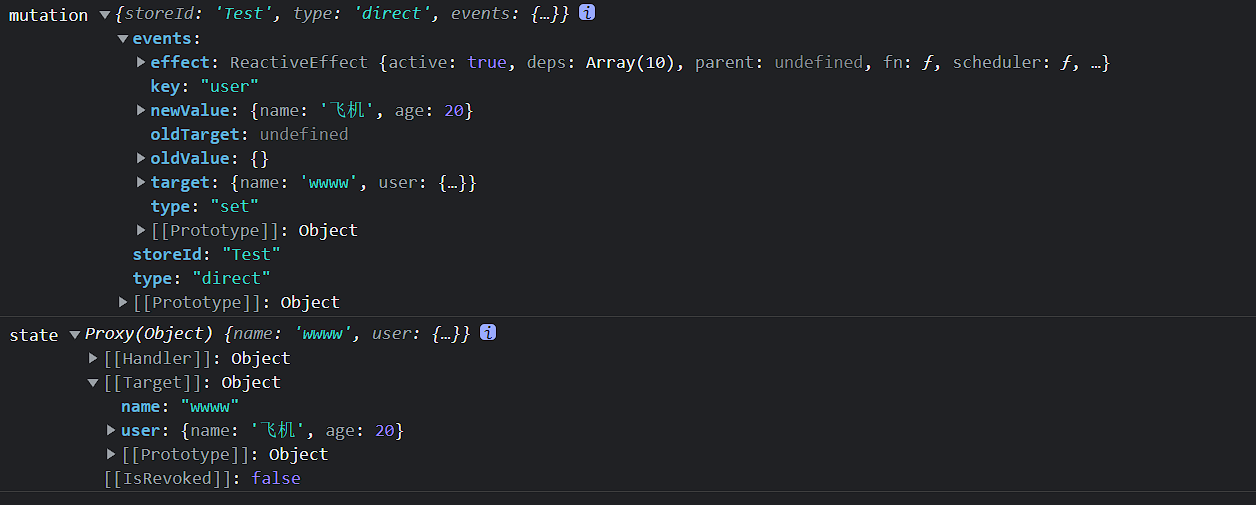 mutation ▼{storeId: 'Test', type: 'direct', events: {…}} i
▼events:
▶effect: ReactiveEffect {active: true, deps: Array(10), parent: undefined, fn: ƒ, scheduler: ƒ, …}
key: "user"
▶newValue: {name: '飞机', age: 20}
oldTarget: undefined
▶oldValue: {}
▶target: {name: 'wwww', user: {…}}
type: "set"
▶[[Prototype]]: Object
storeId: "Test"
type: "direct"
▶[[Prototype]]: Object
state ▼Proxy(Object) {name: 'wwww', user: {…}} i
▶[[Handler]]: Object
▼[[Target]]: Object
name: "wwww"
▶user: {name: '飞机', age: 20}
▶[[Prototype]]: Object
[[IsRevoked]]: false